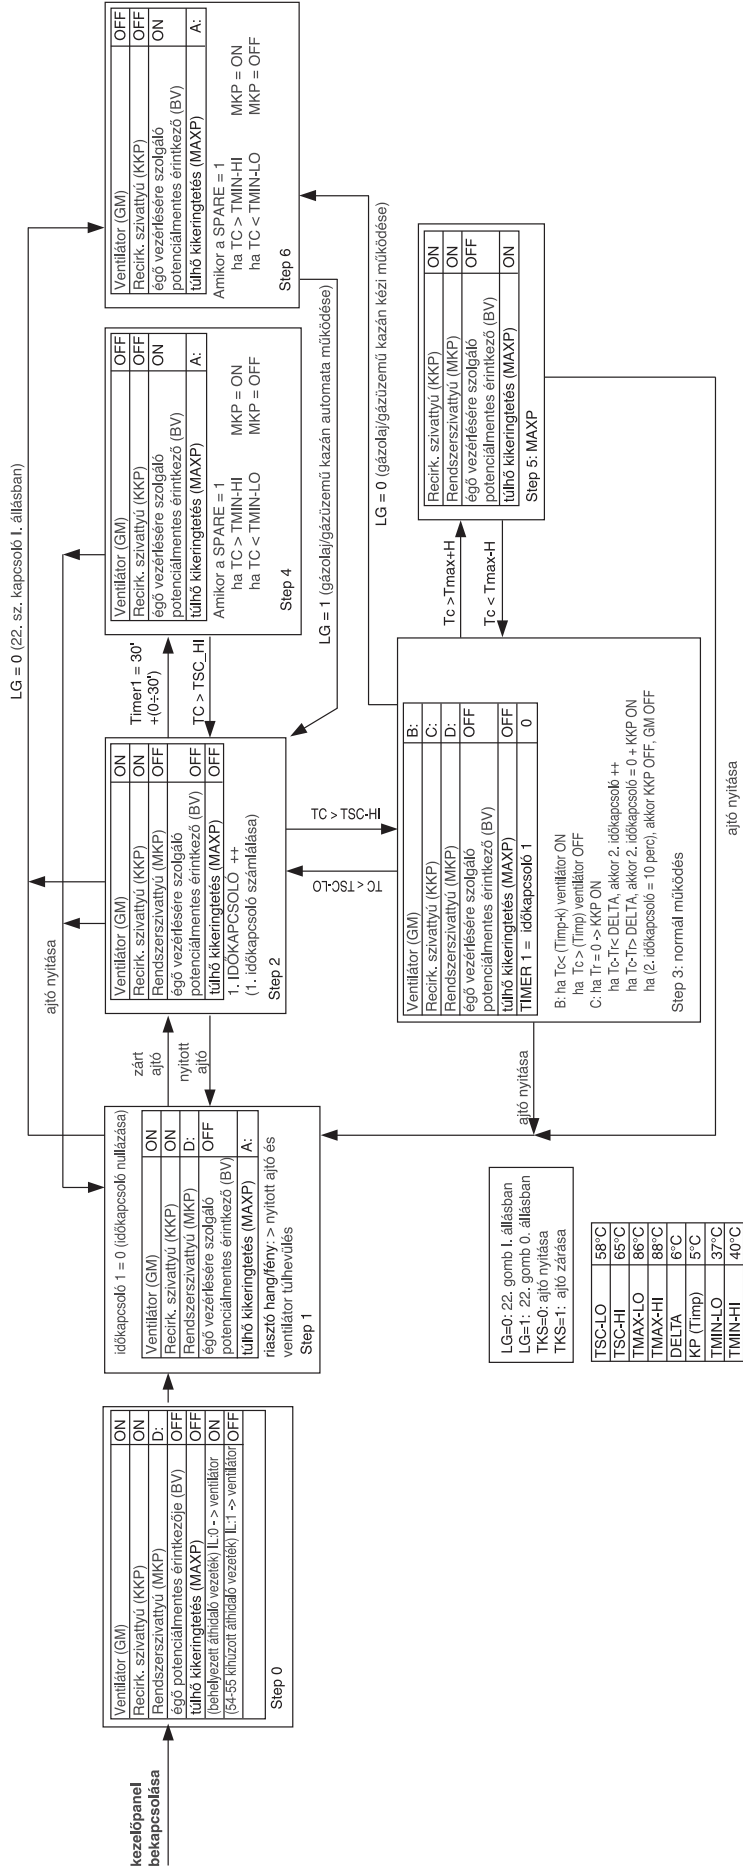 kezelőpanel
bekapcsolása
Ventilátor (GM) ON
Recirk. szivattyú (KKP) ON
Rendszerszivattyú (MKP) D:
égő potenciálmentes érintkezője (BV) OFF
túlhő kikeringtetés (MAXP) OFF
(behelyezett áthidaló vezeték) IL:0 - > ventilátor ON
(54-55 kihúzott áthidaló vezeték) IL:1 -> ventilátor OFF
Step 0
időkapcsoló 1 = 0 (időkapcsoló nullázása)
Ventilátor (GM) ON
Recirk. szivattyú (KKP) ON
Rendszerszivattyú (MKP) D:
égő vezérlésére szolgáló
potenciálmentes érintkező (BV) OFF
túlhő kikeringtetés (MAXP) A:
riasztó hang/fény: > nyitott ajtó és
ventilátor túlhevülés
Step 1
zárt
ajtó
nyitott
ajtó
ajtó nyitása
LG = 0 (22. sz. kapcsoló I. állásban)
Ventilátor (GM) ON
Recirk. szivattyú (KKP) ON
Rendszerszivattyú (MKP) OFF
égő vezérlésére szolgáló
potenciálmentes érintkező (BV) OFF
túlhő kikeringtetés (MAXP) OFF
1. IDŐKAPCSOLÓ ++
(1. időkapcsoló számlálása)
Step 2
Timer1 = 30'
+(0÷30')
TC > TSC_HI
Ventilátor (GM) OFF
Recirk. szivattyú (KKP) OFF
égő vezérlésére szolgáló
potenciálmentes érintkező (BV) ON
túlhő kikeringtetés (MAXP) A:
Amikor a SPARE = 1
ha TC > TMIN-HI MKP = ON
ha TC < TMIN-LO MKP = OFF
Step 4
Ventilátor (GM) OFF
Recirk. szivattyú (KKP) OFF
égő vezérlésére szolgáló
potenciálmentes érintkező (BV) ON
túlhő kikeringtetés (MAXP) A:
Amikor a SPARE = 1
ha TC > TMIN-HI MKP = ON
ha TC < TMIN-LO MKP = OFF
Step 6
LG = 1 (gázolaj/gázüzemű kazán automata működése)
LG = 0 (gázolaj/gázüzemű kazán kézi működése)
TC < TSC-LO
TC > TSC-HI
Ventilátor (GM) B:
Recirk. szivattyú (KKP) C:
Rendszerszivattyú (MKP) D:
égő vezérlésére szolgáló
potenciálmentes érintkező (BV) OFF
túlhő kikeringtetés (MAXP) OFF
TIMER 1 = időkapcsoló 1 0
B: ha Tc< (Timp-k) ventilátor ON
ha Tc > (Timp) ventilátor OFF
C: ha Tr = 0 -> KKP ON
ha Tc-Tr< DELTA, akkor 2. időkapcsoló ++
ha Tc-Tr> DELTA, akkor 2. időkapcsoló = 0 + KKP ON
ha (2. időkapcsoló = 10 perc), akkor KKP OFF, GM OFF
Step 3: normál működés
Tc >Tmax+H
Tc < Tmax-H
Recirk. szivattyú (KKP) ON
Rendszerszivattyú (MKP) ON
égő vezérlésére szolgáló
potenciálmentes érintkező (BV) OFF
túlhő kikeringtetés (MAXP) ON
Step 5: MAXP
ajtó nyitása
ajtó nyitása
LG=0: 22. gomb I. állásban
LG=1: 22. gomb 0. állásban
TKS=0: ajtó nyitása
TKS=1: ajtó zárása
TSC-LO 58°C
TSC-HI 65°C
TMAX-LO 86°C
TMAX-HI 88°C
DELTA 6°C
KP (Timp) 5°C
TMIN-LO 37°C
TMIN-HI 40°C